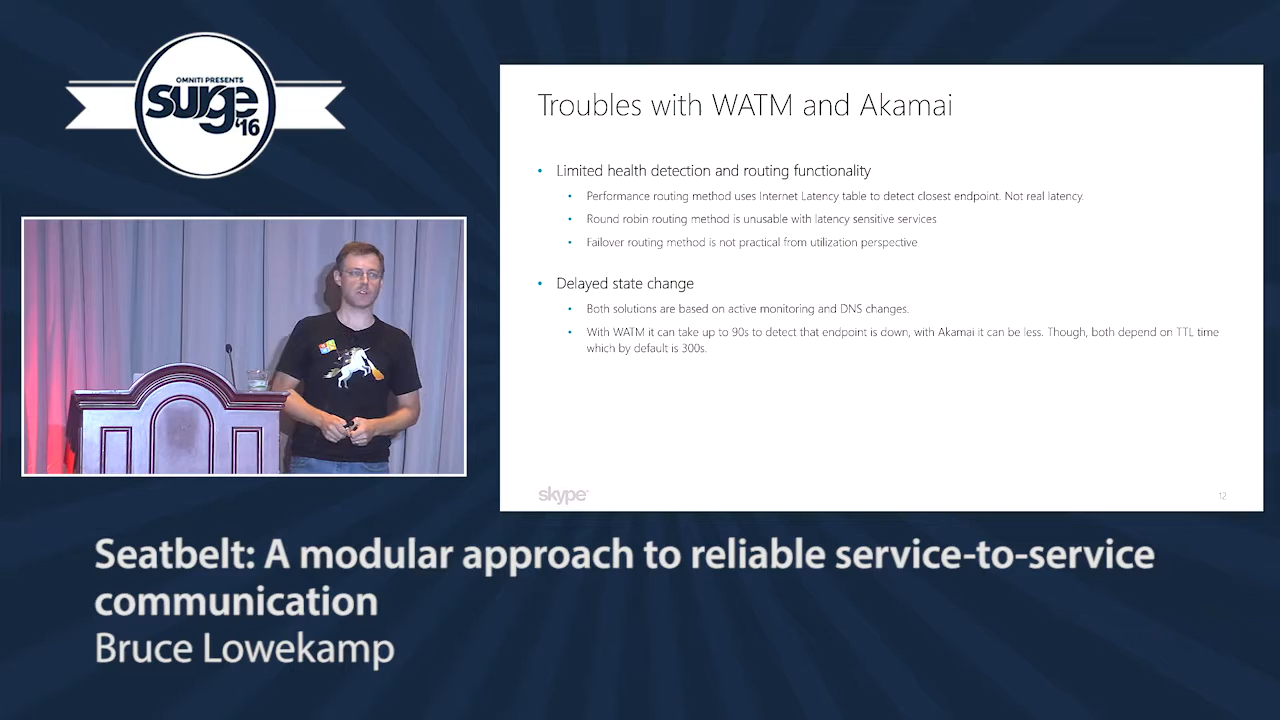 OMNITI PRESENTS
surge
'16
Troubles with WATM and Akamai
• Limited health detection and routing functionality
• Performance routing method uses Internet Latency table to detect closest endpoint. Not real latency.
• Round robin routing method is unusable with latency sensitive services
• Failover routing method is not practical from utilization perspective
• Delayed state change
• Both solutions are based on active monitoring and DNS changes.
• With WATM it can take up to 90s to detect that endpoint is down, with Akamai it can be less. Though, both depend on TTL time
which by default is 300s.
skype
12
Seatbelt: A modular approach to reliable service-to-service
communication
Bruce Lowekamp